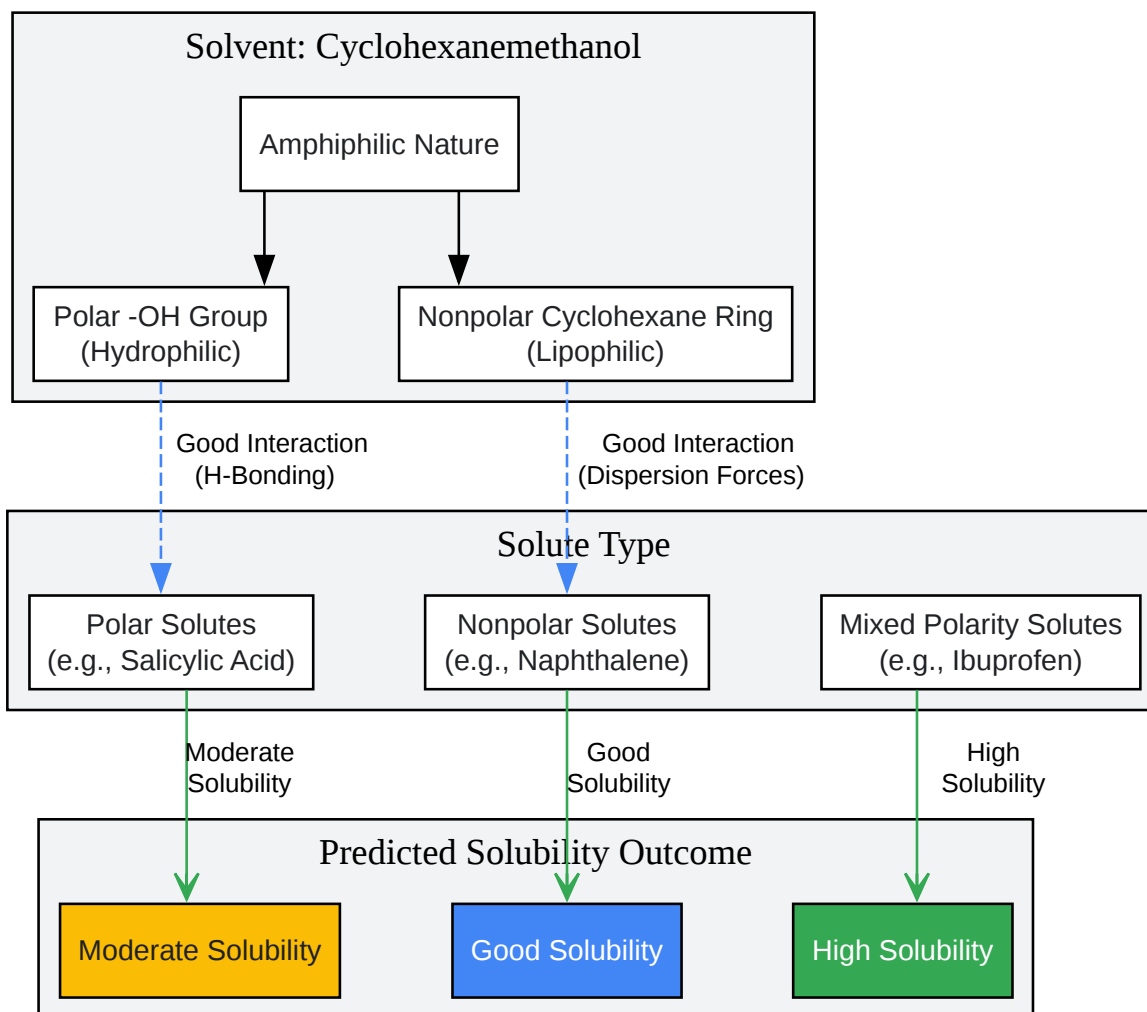 Solvent: Cyclohexanemethanol
Amphiphilic Nature
Polar -OH Group
(Hydrophilic)
Nonpolar Cyclohexane Ring
(Lipophilic)
Good Interaction
(H-Bonding)
Good Interaction
(Dispersion Forces)
Solute Type
Polar Solutes
(e.g., Salicylic Acid)
Nonpolar Solutes
(e.g., Naphthalene)
Mixed Polarity Solutes
(e.g., Ibuprofen)
Moderate
Solubility
Good
Solubility
High
Solubility
Predicted Solubility Outcome
Moderate Solubility
Good Solubility
High Solubility